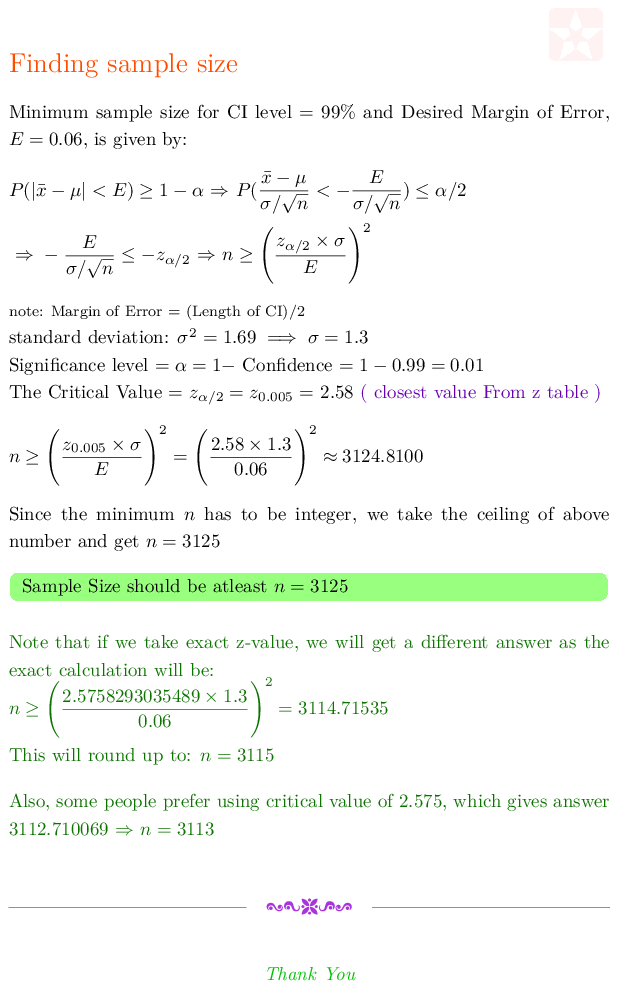 Finding sample size
Minimum sample size for CI level = 99% and Desired Margin of Error,
E = 0.06, is given by:
P(|x̄ − μ| < E) ≥ 1 − α ⇒ P((x̄ − μ)/(σ/√n) < −E/(σ/√n)) ≤ α/2
⇒ − E/(σ/√n) ≤ −z_{α/2} ⇒ n ≥ ((z_{α/2} × σ)/E)²
note: Margin of Error = (Length of CI)/2
standard deviation: σ² = 1.69 ⟹ σ = 1.3
Significance level = α = 1− Confidence = 1 − 0.99 = 0.01
The Critical Value = z_{α/2} = z_{0.005} = 2.58 ( closest value From z table )
n ≥ ((z_{0.005} × σ)/E)² = ((2.58 × 1.3)/0.06)² ≈ 3124.8100
Since the minimum n has to be integer, we take the ceiling of above
number and get n = 3125
Sample Size should be atleast n = 3125
Note that if we take exact z-value, we will get a different answer as the
exact calculation will be:
n ≥ ((2.5758293035489 × 1.3)/0.06)² = 3114.71535
This will round up to: n = 3115
Also, some people prefer using critical value of 2.575, which gives answer
3112.710069 ⇒ n = 3113
Thank You